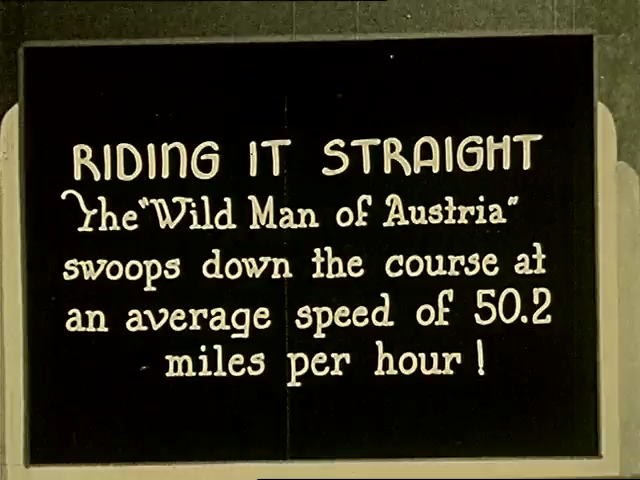 RIDING IT STRAIGHT
The "Wild Man of Austria"
swoops down the course at
an average speed of 50.2
miles per hour!